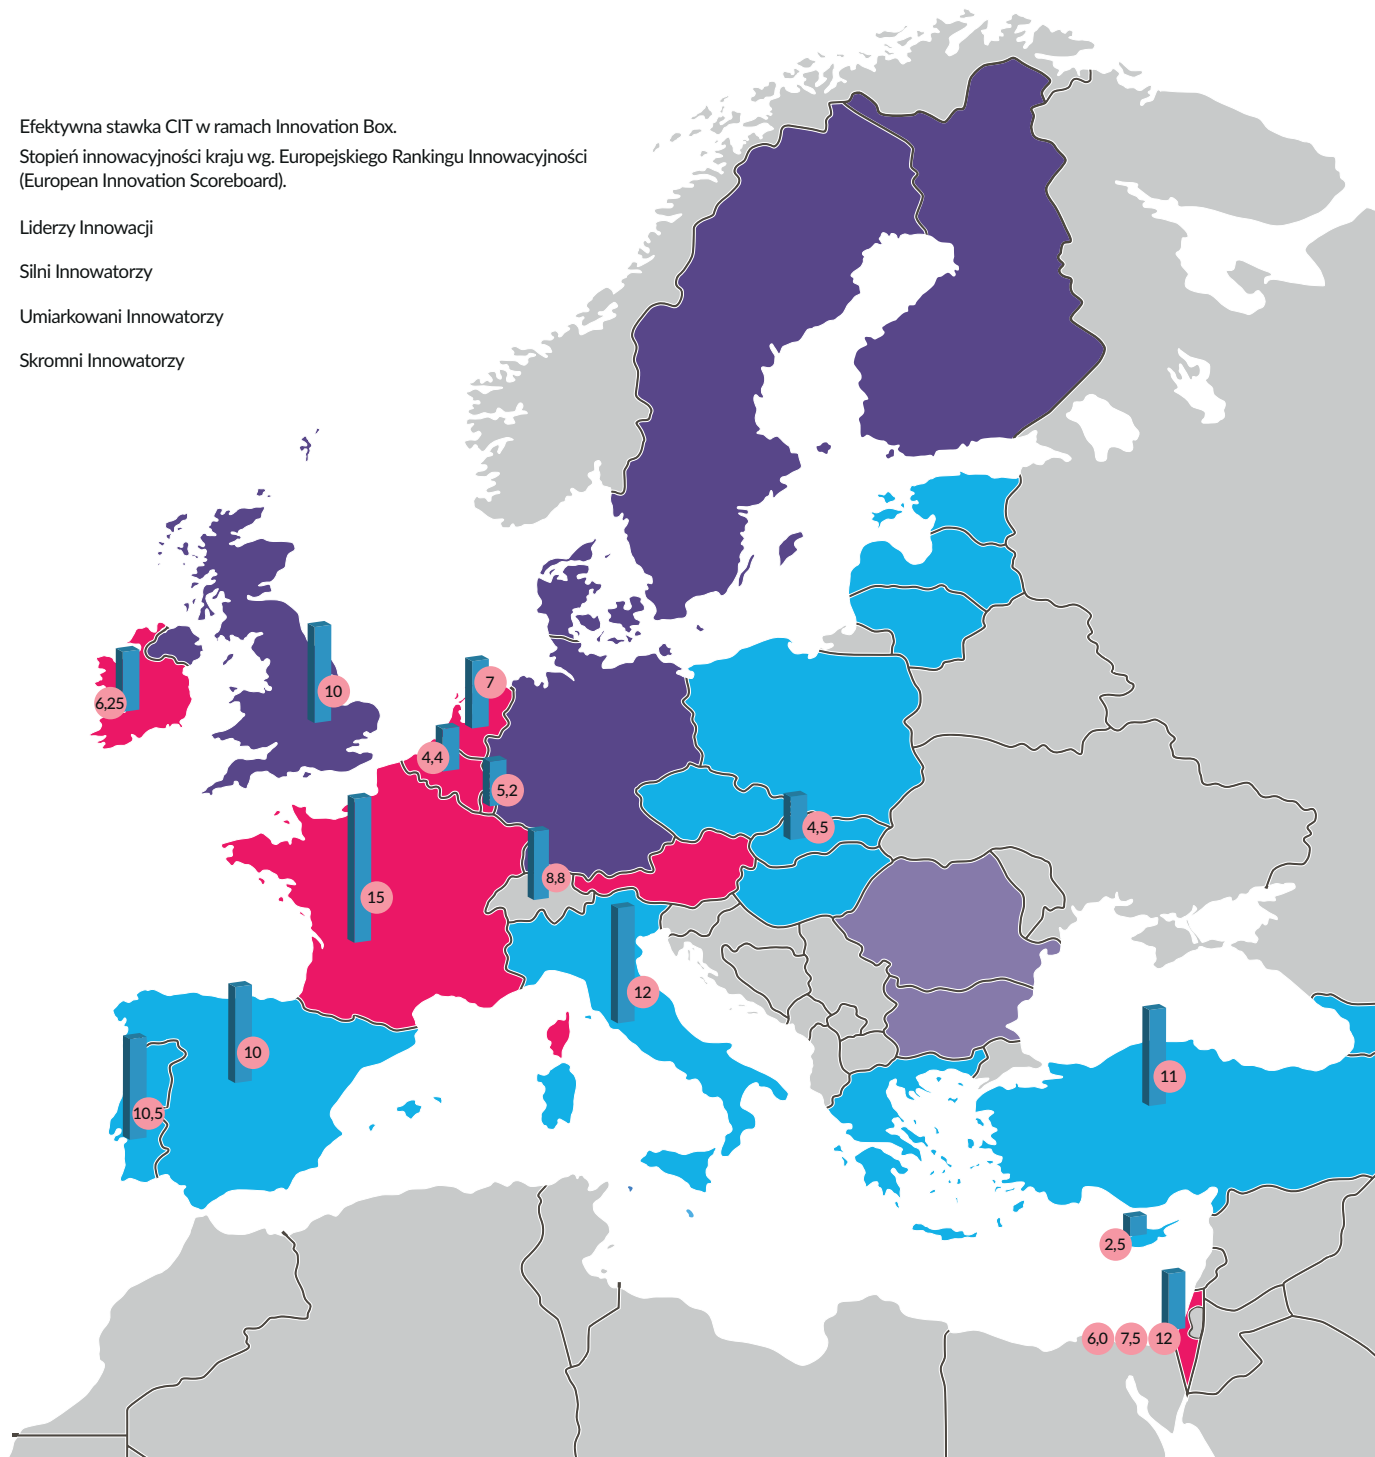 Efektywna stawka CIT w ramach Innovation Box.
Stopień innowacyjności kraju wg. Europejskiego Rankingu Innowacyjności
(European Innovation Scoreboard).
Liderzy Innowacji
Silni Innowatorzy
Umiarkowani Innowatorzy
Skromni Innowatorzy
7
10
6,25
4,4
5,2
4,5
8,8
15
12
10
11
10,5
2,5
6,0 7,5 12